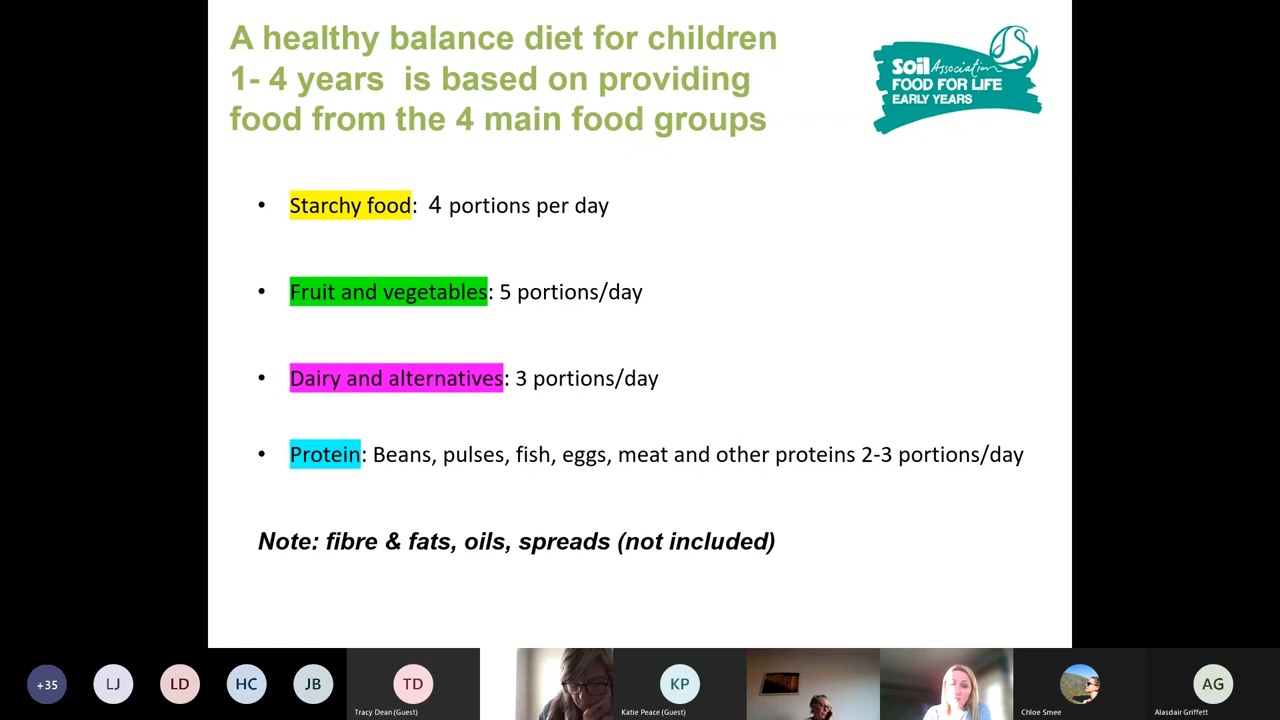 A healthy balance diet for children
1- 4 years is based on providing
food from the 4 main food groups
Soil Association
FOOD FOR LIFE
EARLY YEARS
• Starchy food: 4 portions per day
• Fruit and vegetables: 5 portions/day
• Dairy and alternatives: 3 portions/day
• Protein: Beans, pulses, fish, eggs, meat and other proteins 2-3 portions/day
Note: fibre & fats, oils, spreads (not included)
+35
LJ
LD
HC
JB
TD
KP
AG
Tracy Dean (Guest)
Katie Peace (Guest)
Chloe Smee
Alasdair Griffett